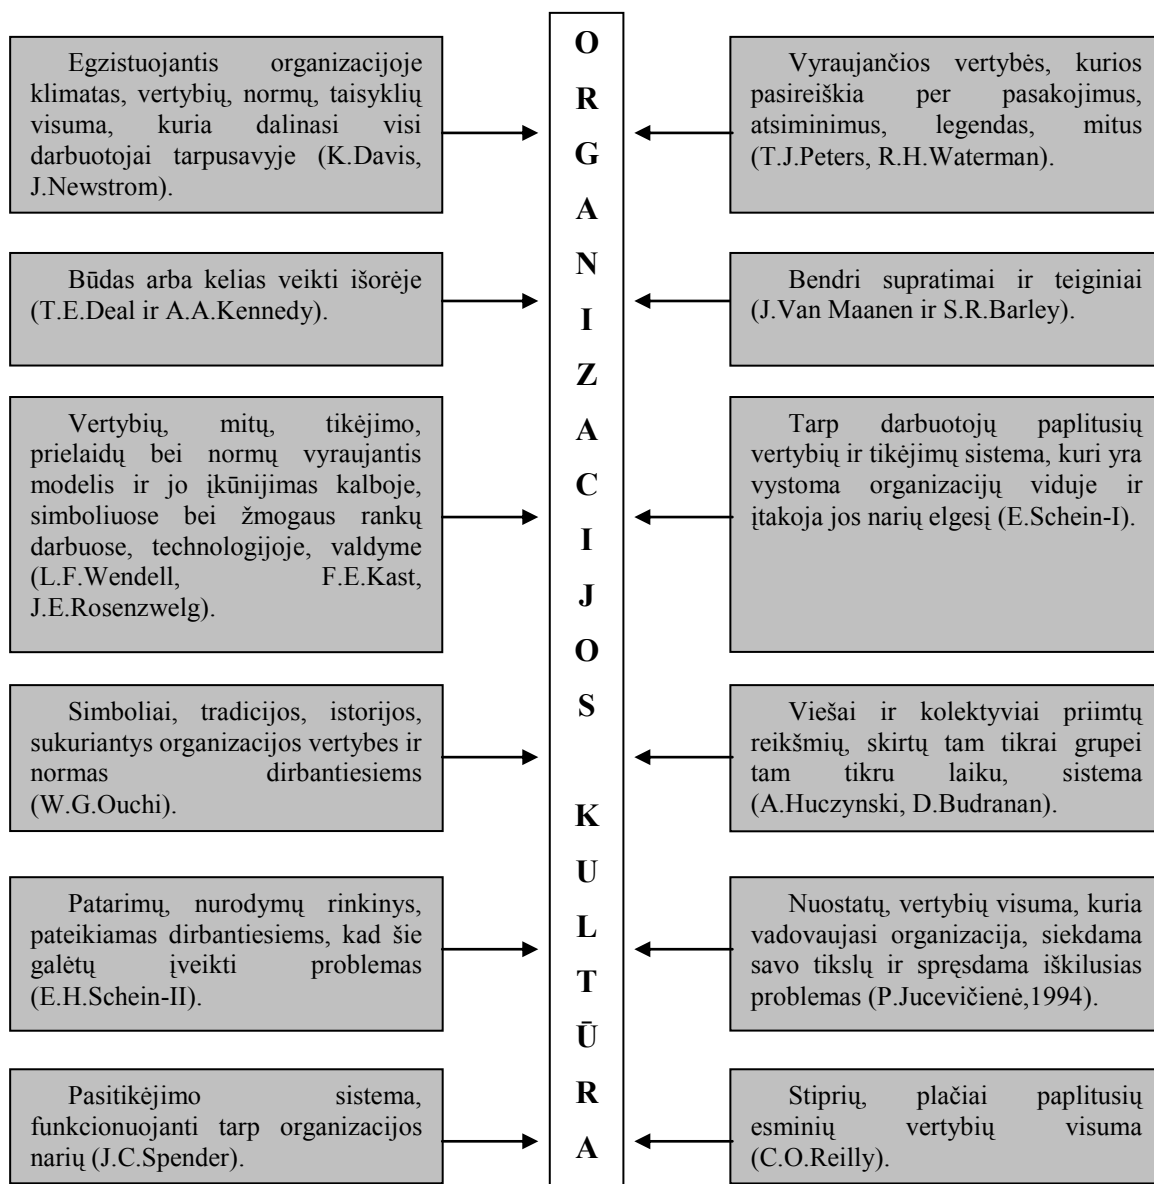 Egzistuojantis organizacijoje
klimatas, vertybių, normų, taisyklių
visuma, kuria dalinasi visi
darbuotojai tarpusavyje (K.Davis,
J.Newstrom).
Būdas arba kelias veikti išorėje
(T.E.Deal ir A.A.Kennedy).
Vertybių, mitų, tikėjimo,
prielaidų bei normų vyraujantis
modelis ir jo įkūnijimas kalboje,
simboliuose bei žmogaus rankų
darbuose, technologijoje, valdyme
(L.F.Wendell, F.E.Kast,
J.E.Rosenzwelg).
Simboliai, tradicijos, istorijos,
sukuriantys organizacijos vertybes ir
normas dirbantiesiems
(W.G.Ouchi).
Patarimų, nurodymų rinkinys,
pateikiamas dirbantiesiems, kad šie
galėtų įveikti problemas
(E.H.Schein-II).
Pasitikėjimo sistema,
funkcionuojanti tarp organizacijos
narių (J.C.Spender).
O
R
G
A
N
I
Z
A
C
I
J
O
S
K
U
L
T
Ū
R
A
Vyraujančios vertybės, kurios
pasireiškia per pasakojimus,
atsiminimus, legendas, mitus
(T.J.Peters, R.H.Waterman).
Bendri supratimai ir teiginiai
(J.Van Maanen ir S.R.Barley).
Tarp darbuotojų paplitusių
vertybių ir tikėjimų sistema, kuri yra
vystoma organizacijų viduje ir
įtakoja jos narių elgesį (E.Schein-I).
Viešai ir kolektyviai priimtų
reikšmių, skirtų tam tikrai grupei
tam tikru laiku, sistema
(A.Huczynski, D.Budranan).
Nuostatų, vertybių visuma, kuria
vadovaujasi organizacija, siekdama
savo tikslų ir spręsdama iškilusias
problemas (P.Jucevičienė,1994).
Stiprių, plačiai paplitusių
esminių vertybių visuma
(C.O.Reilly).